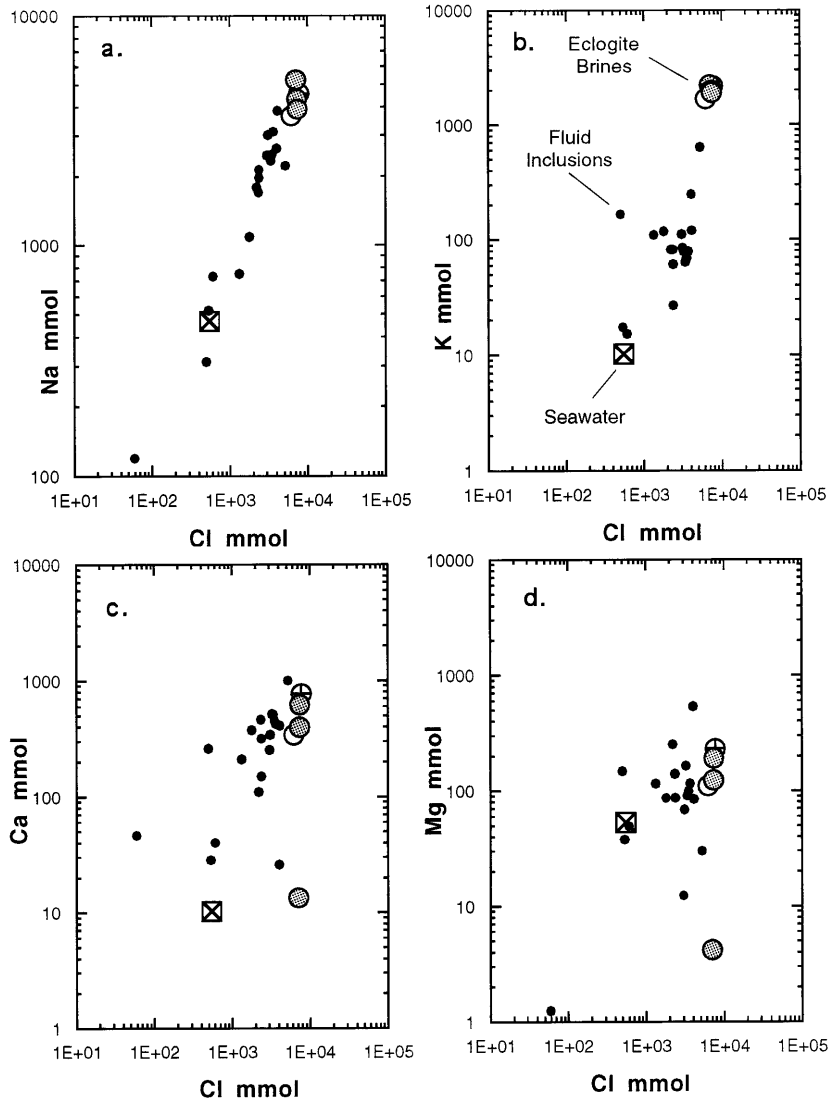 a.
10000
1000
100
Na mmol
1E+01 1E+02 1E+03 1E+04 1E+05
Cl mmol
b.
Eclogite
Brines
Fluid
Inclusions
Seawater
10000
1000
100
10
1
K mmol
1E+01 1E+02 1E+03 1E+04 1E+05
Cl mmol
c.
10000
1000
100
10
1
Ca mmol
1E+01 1E+02 1E+03 1E+04 1E+05
Cl mmol
d.
10000
1000
100
10
1
Mg mmol
1E+01 1E+02 1E+03 1E+04 1E+05
Cl mmol